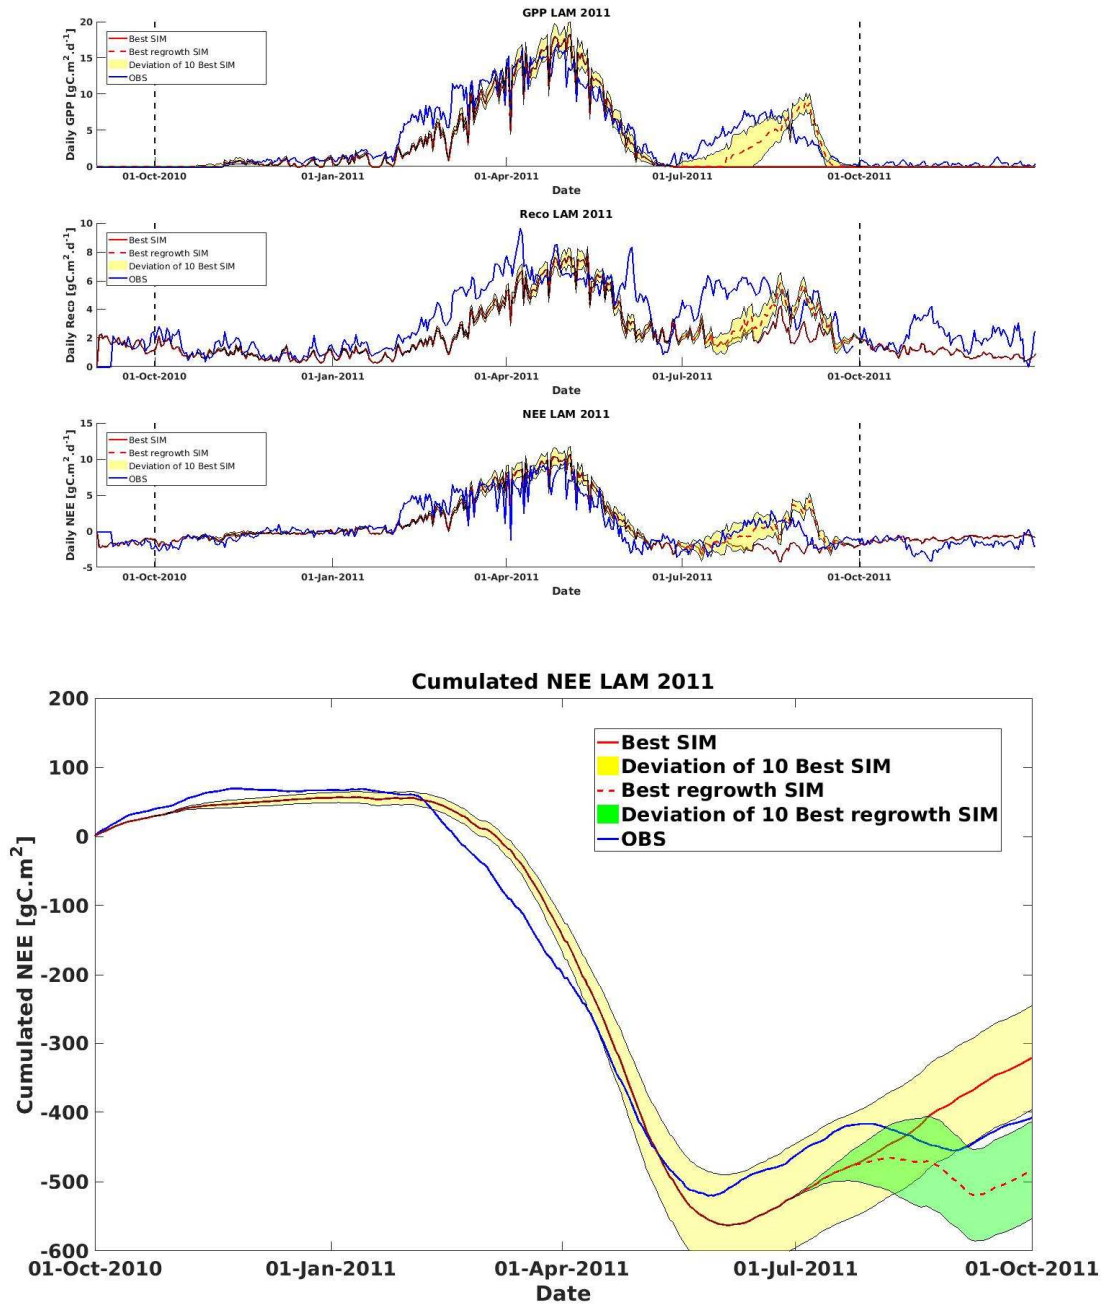 GPP LAM 2011
Daily GPP [gC.m².d⁻¹]
20
15
10
5
0
Best SIM
Best regrowth SIM
Deviation of 10 Best SIM
OBS
01-Oct-2010 01-Jan-2011 01-Apr-2011 01-Jul-2011 01-Oct-2011
Date
Reco LAM 2011
Daily Reco [gC.m².d⁻¹]
10
8
6
4
2
0
Best SIM
Best regrowth SIM
Deviation of 10 Best SIM
OBS
01-Oct-2010 01-Jan-2011 01-Apr-2011 01-Jul-2011 01-Oct-2011
Date
NEE LAM 2011
Daily NEE [gC.m².d⁻¹]
15
10
5
0
-5
Best SIM
Best regrowth SIM
Deviation of 10 Best SIM
OBS
01-Oct-2010 01-Jan-2011 01-Apr-2011 01-Jul-2011 01-Oct-2011
Date
Cumulated NEE LAM 2011
Cumulated NEE [gC.m²]
200
100
0
-100
-200
-300
-400
-500
-600
Best SIM
Deviation of 10 Best SIM
Best regrowth SIM
Deviation of 10 Best regrowth SIM
OBS
01-Oct-2010 01-Jan-2011 01-Apr-2011 01-Jul-2011 01-Oct-2011
Date